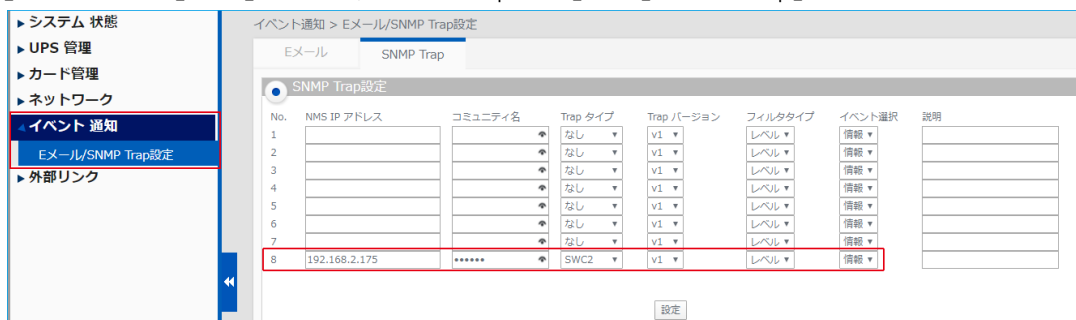 ▶ システム 状態
▶ UPS 管理
▶ カード管理
▶ ネットワーク
イベント 通知
Eメール/SNMP Trap設定
▶ 外部リンク
イベント通知 > Eメール/SNMP Trap設定
Eメール SNMP Trap
SNMP Trap設定
No. NMS IP アドレス コミュニティ名 Trap タイプ Trap バージョン フィルタタイプ イベント選択 説明
1 なし v1 レベル 情報
2 なし v1 レベル 情報
3 なし v1 レベル 情報
4 なし v1 レベル 情報
5 なし v1 レベル 情報
6 なし v1 レベル 情報
7 なし v1 レベル 情報
8 192.168.2.175 •••••• SWC2 v1 レベル 情報
設定